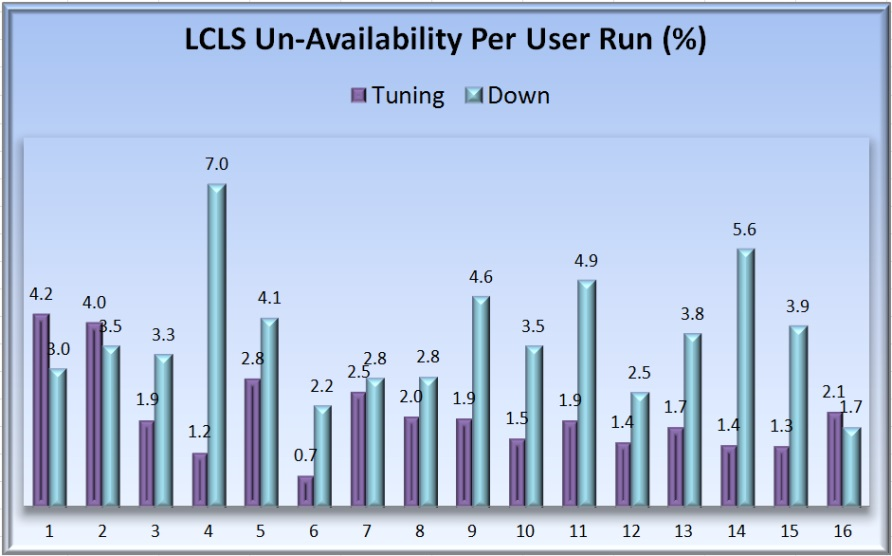 LCLS Un-Availability Per User Run (%)
Tuning Down
4.2 3.0 4.0 3.5 1.9 3.3 1.2 7.0 2.8 4.1 0.7 2.2 2.5 2.8 2.0 2.8 1.9 4.6 1.5 3.5 1.9 4.9 1.4 2.5 1.7 3.8 1.4 5.6 1.3 3.9 2.1 1.7
1 2 3 4 5 6 7 8 9 10 11 12 13 14 15 16